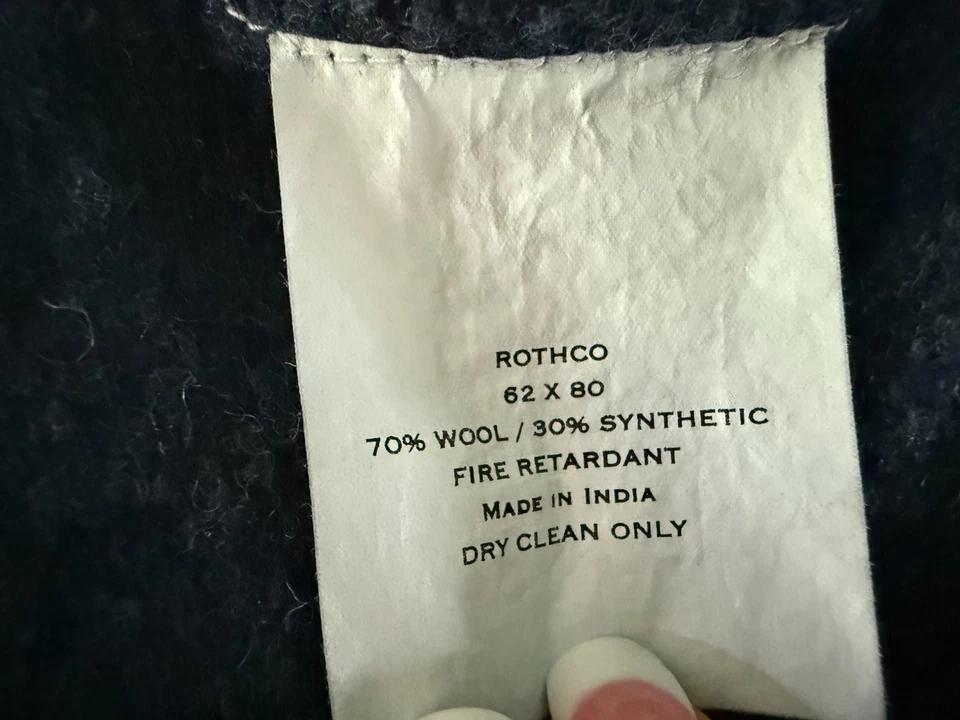 ROTHCO
62 X 80
70% WOOL / 30% SYNTHETIC
FIRE RETARDANT
MADE IN INDIA
DRY CLEAN ONLY